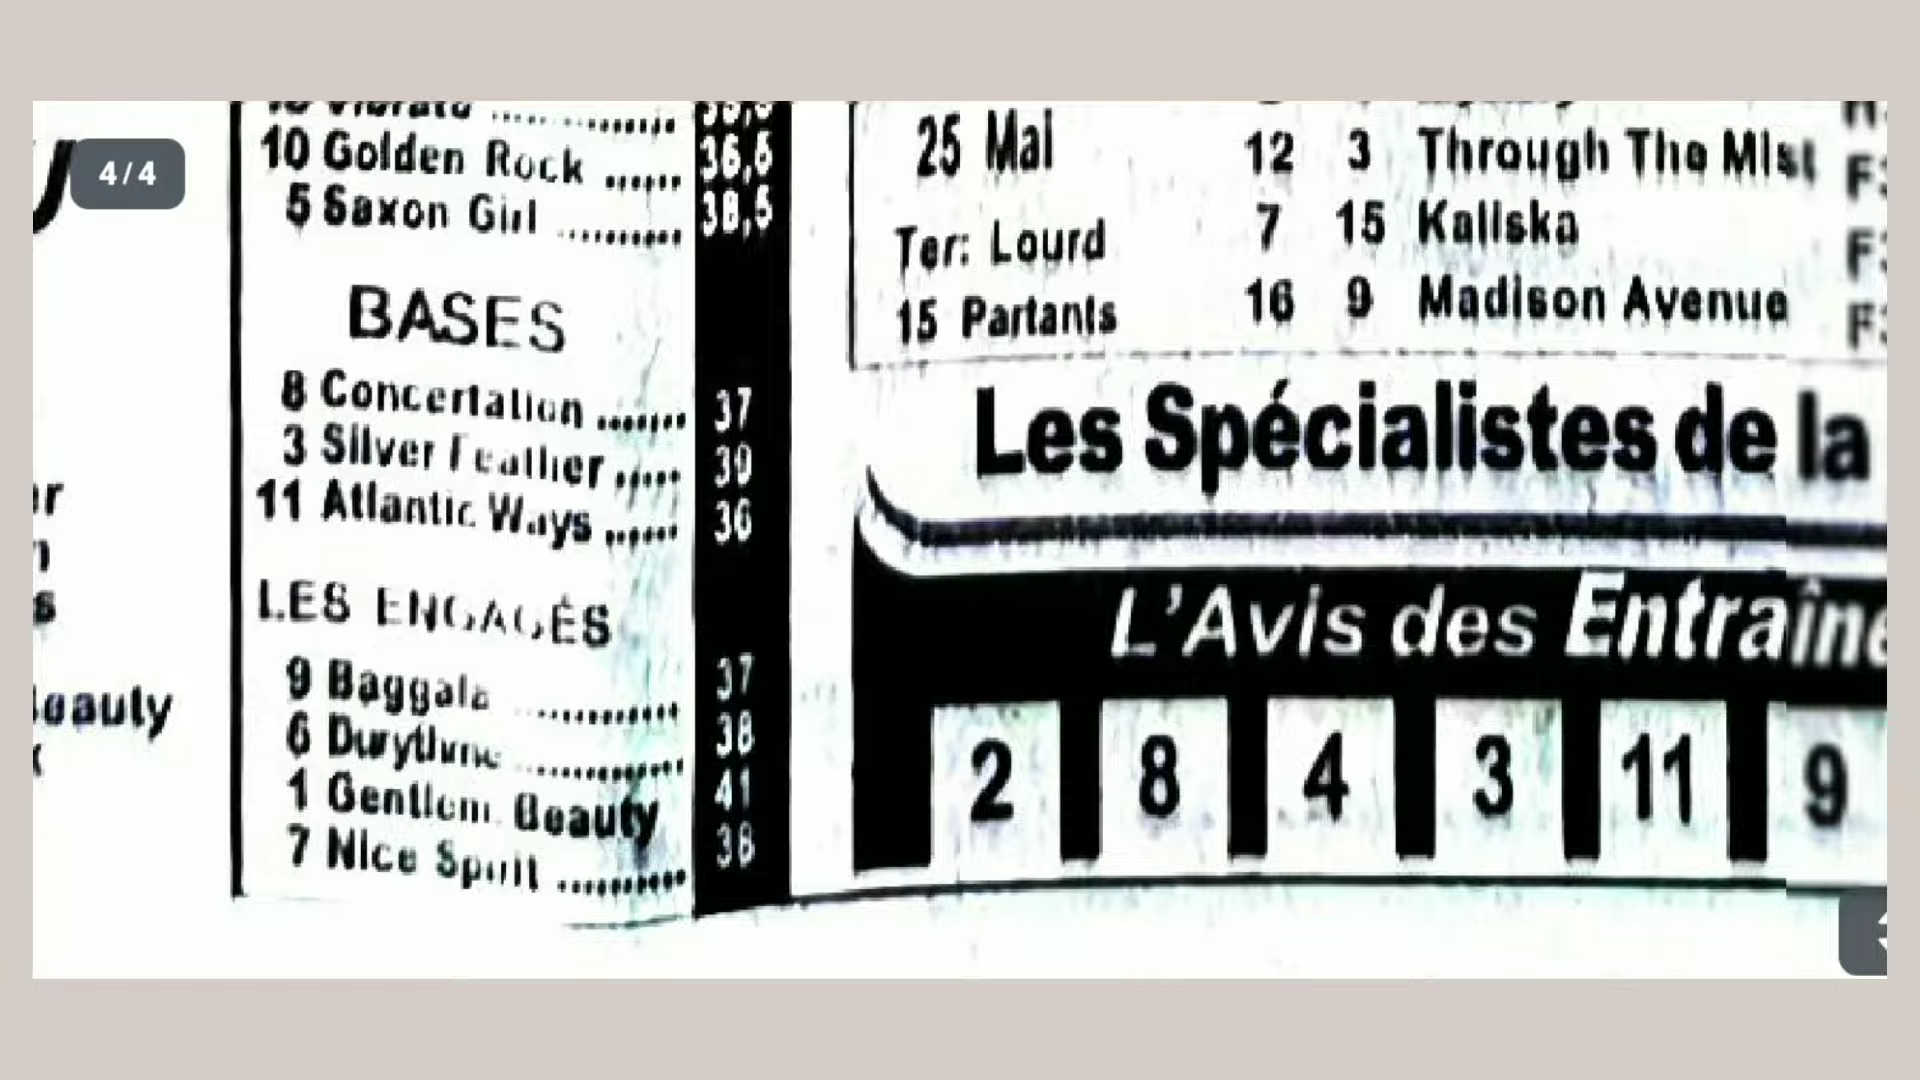 4/4
10 Golden Rock ...... 36,5
5 Saxon Girl .......... 38,5
BASES
8 Concertation ....... 37
3 Silver Feather ..... 39
11 Atlantic Ways ...... 36
LES ENGAGÉS
9 Baggala ............. 37
6 38
1 Beauty 41
7 Nice Spirit .......... 38
eauty
25 Mai
Ter: Lourd
15 Partants
12 3 Through The Mist
7 15 Kaliska
16 9 Madison Avenue
Les Spécialistes de la
L'Avis des Entraîne
2 8 4 3 11 9